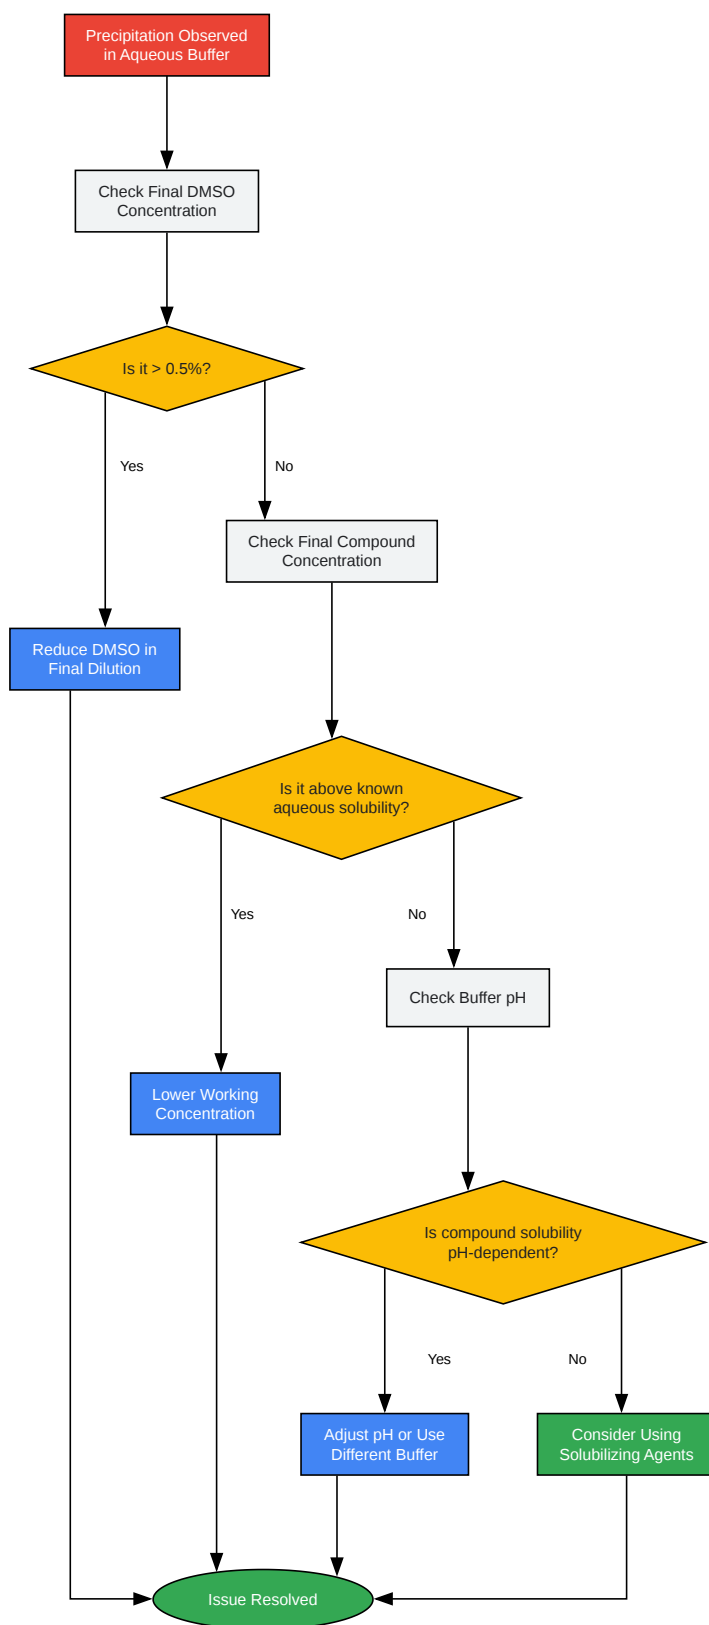 Precipitation Observed
in Aqueous Buffer
Check Final DMSO
Concentration
Is it > 0.5%?
Yes
No
Check Final Compound
Concentration
Reduce DMSO in
Final Dilution
Is it above known
aqueous solubility?
Yes
No
Check Buffer pH
Lower Working
Concentration
Is compound solubility
pH-dependent?
Yes
No
Adjust pH or Use
Different Buffer
Consider Using
Solubilizing Agents
Issue Resolved